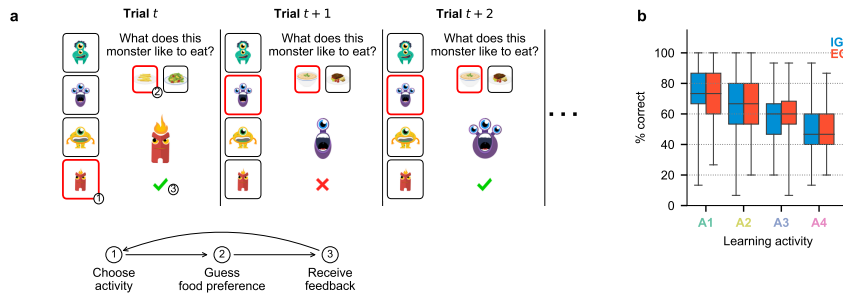 a
Trial t
What does this
monster like to eat?
2
3
1
Trial t + 1
What does this
monster like to eat?
Trial t + 2
What does this
monster like to eat?
...
1
Choose
activity
2
Guess
food preference
3
Receive
feedback
b
IG
EG
% correct
100
80
60
40
20
0
A1 A2 A3 A4
Learning activity